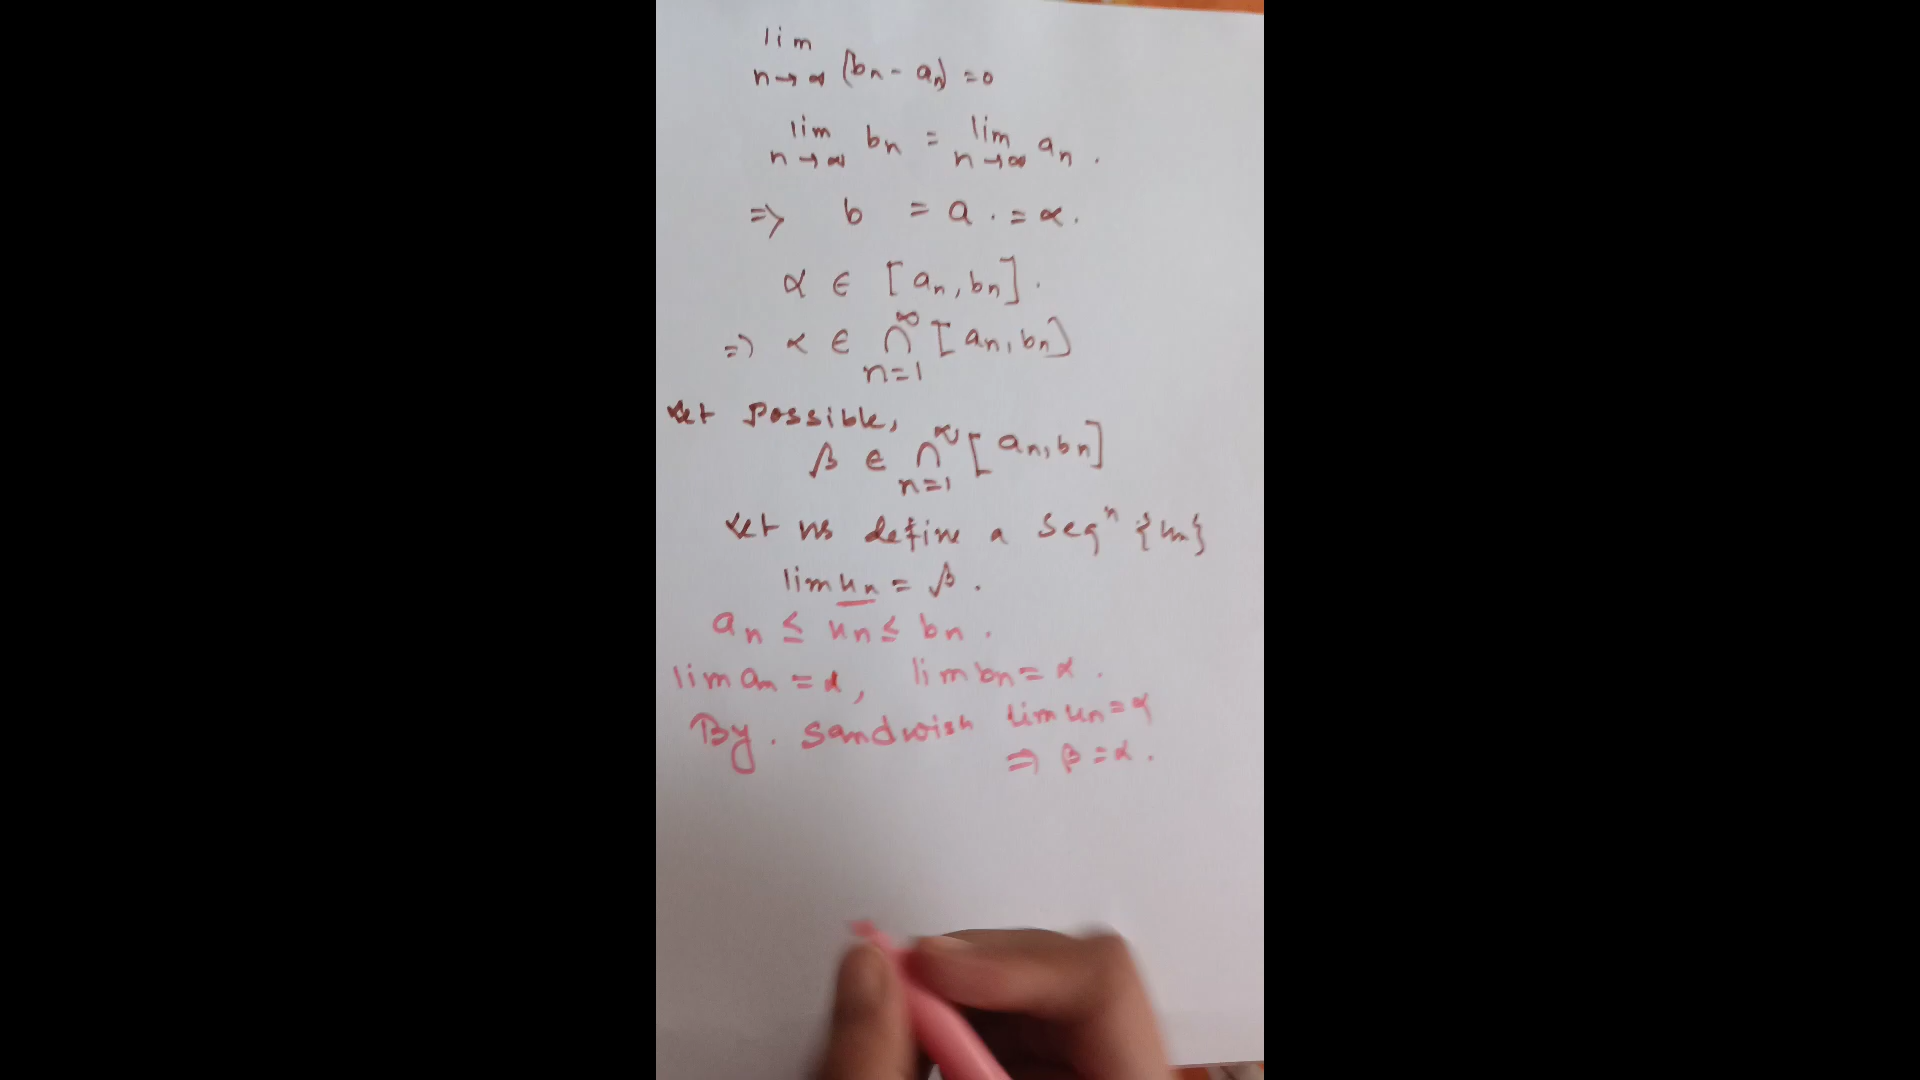 lim
n→∞ (bn - an) = 0
lim n→∞ bn = lim n→∞ an .
⇒ b = a . = α.
α ∈ [an, bn] .
⇒ α ∈ ∩ ∞ n=1 [an, bn]
Let Possible,
β ∈ ∩ ∞ n=1 [an, bn]
Let us define a Seqⁿ {un}
lim un = β .
an ≤ un ≤ bn .
lim an = α, lim bn = α .
By . Sandwish lim un = α
⇒ β = α .